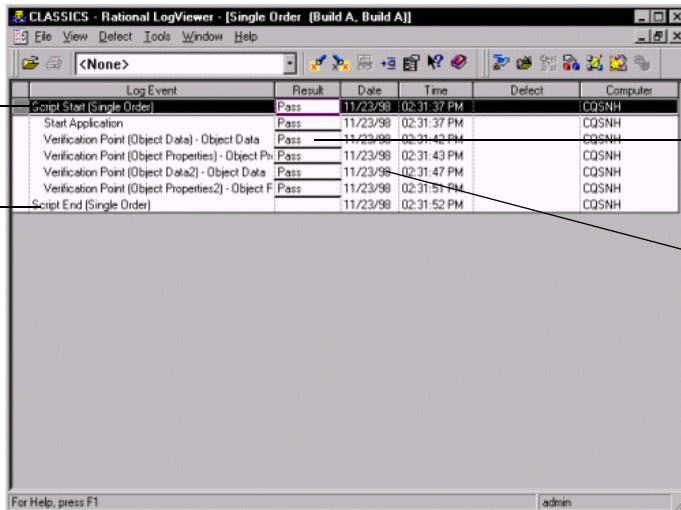 CLASSICS - Rational LogViewer - [Single Order (Build A, Build A)]
File View Defect Tools Window Help
<None>
Log Event Result Date Time Defect Computer
Script Start (Single Order) Pass 11/23/98 02:31:37 PM CQSNH
Start Application Pass 11/23/98 02:31:37 PM CQSNH
Verification Point (Object Data) - Object Data Pass 11/23/98 02:31:42 PM CQSNH
Verification Point (Object Properties) - Object Pr Pass 11/23/98 02:31:43 PM CQSNH
Verification Point (Object Data2) - Object Data Pass 11/23/98 02:31:47 PM CQSNH
Verification Point (Object Properties2) - Object F Pass 11/23/98 02:31:51 PM CQSNH
Script End (Single Order) 11/23/98 02:31:52 PM CQSNH
For Help, press F1 admin